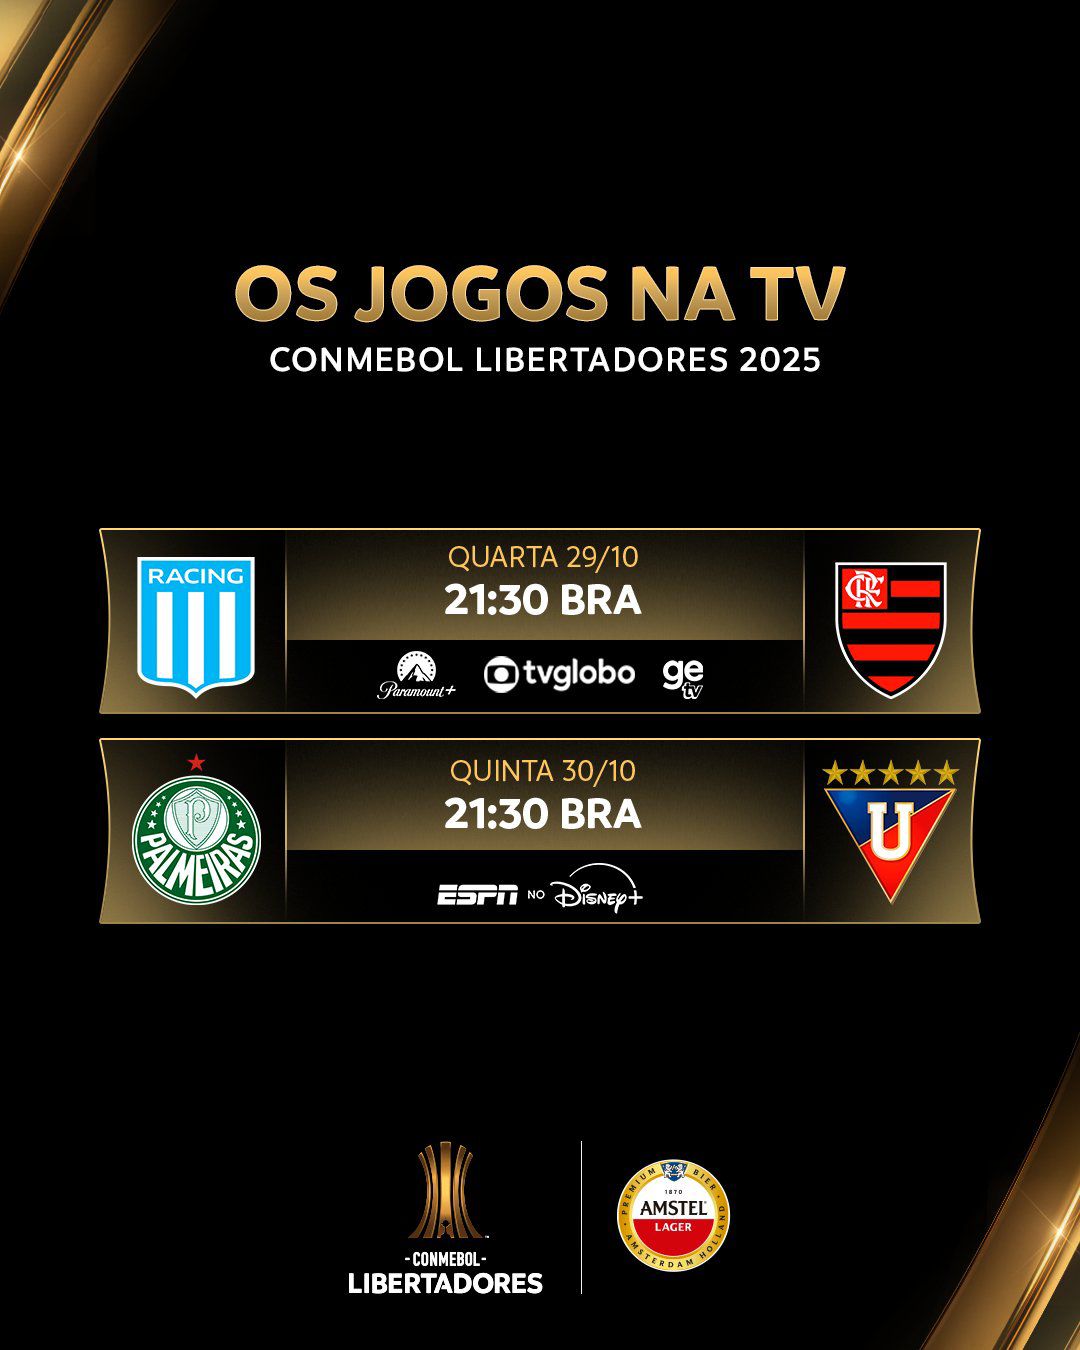 OS JOGOS NA TV
CONMEBOL LIBERTADORES 2025
RACING
QUARTA 29/10
21:30 BRA
CRF
Paramount+
tvglobo
ge tv
P
PALMEIRAS
QUINTA 30/10
21:30 BRA
U
ESPN NO Disney+
-CONMEBOL-
LIBERTADORES
PREMIUM BIER
1870
AMSTEL
LAGER
AMSTERDAM HOLLAND